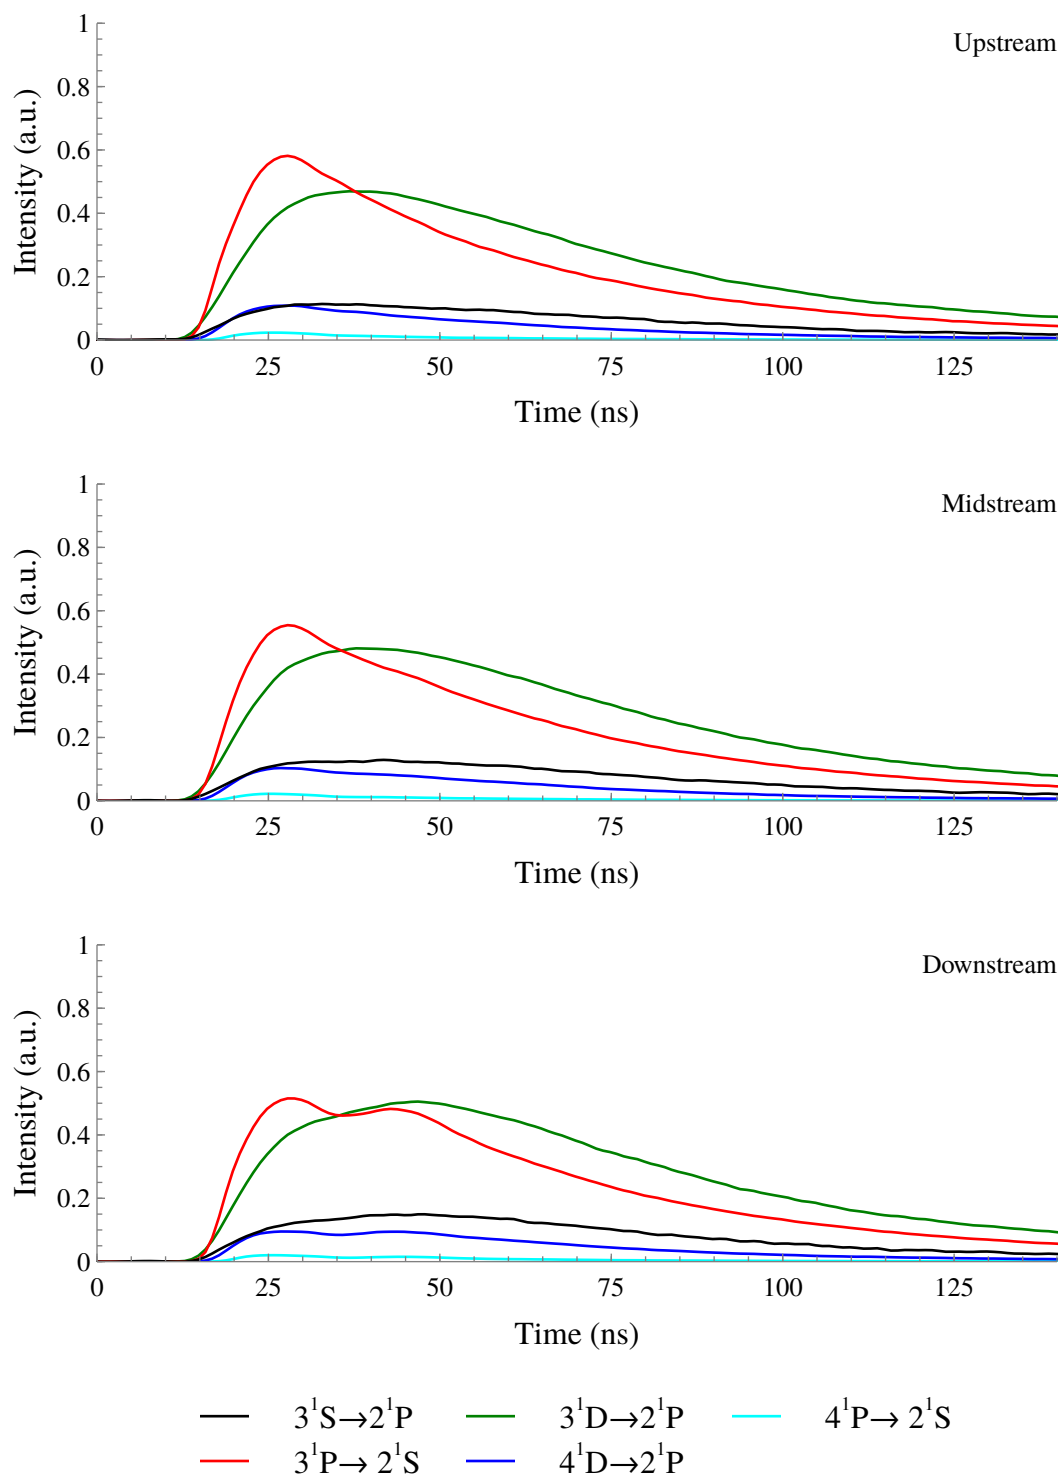 Upstream
Intensity (a.u.)
1
0.8
0.6
0.4
0.2
0
0 25 50 75 100 125
Time (ns)
Midstream
Intensity (a.u.)
1
0.8
0.6
0.4
0.2
0
0 25 50 75 100 125
Time (ns)
Downstream
Intensity (a.u.)
1
0.8
0.6
0.4
0.2
0
0 25 50 75 100 125
Time (ns)
3¹S→2¹P 3¹D→2¹P 4¹P→ 2¹S
3¹P→ 2¹S 4¹D→2¹P